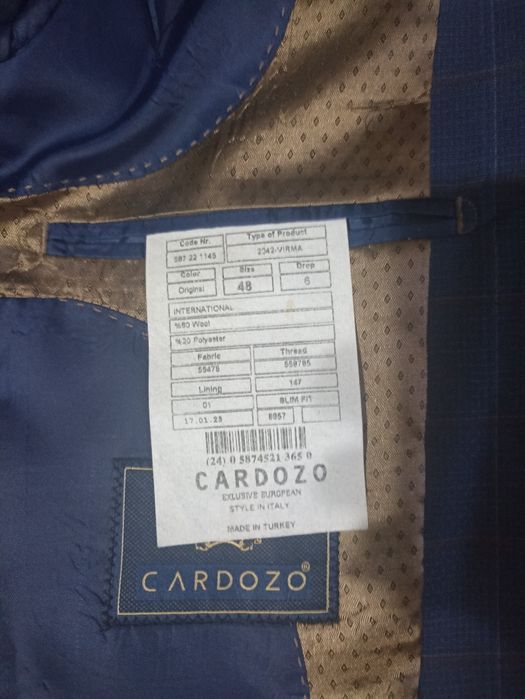 Code Nr.
Type of Product
587 22 1145
2042-VIRMA
Color
Size
Drop
Original
48
6
INTERNATIONAL
%80 Wool
%20 Polyester
Fabric
Thread
55478
558785
Lining
147
01
SLIM FIT
17.01.23
8957
(24) 0 5874521 365 0
CARDOZO
EXLUSIVE EUROPEAN
STYLE IN ITALY
MADE IN TURKEY
CARDOZO®